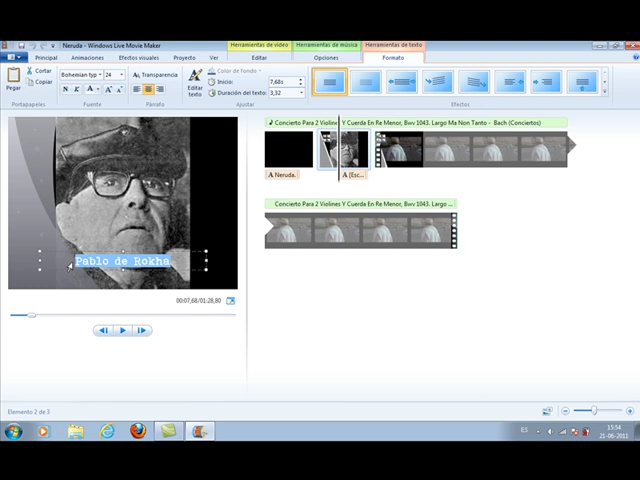 Neruda - Windows Live Movie Maker
Herramientas de vídeo
Herramientas de música
Herramientas de texto
Principal
Animaciones
Efectos visuales
Proyecto
Ver
Editar
Opciones
Formato
Pegar
Cortar
Copiar
Portapapeles
Bohemian typ
24
N K A
Fuente
Transparencia
Párrato
Editar texto
Color de fondo
Inicio: 7,68s
Duración del texto: 3,32
Ajustar
Efectos
Pablo de Rokha
00:07,68/01:28,80
Concierto Para 2 Violines Y Cuerda En Re Menor, Bwv 1043. Largo Ma Non Tanto - Bach (Conciertos)
A Neruda.
A [Esc...
Concierto Para 2 Violines Y Cuerda En Re Menor, Bwv 1043. Largo ...
Elemento 2 de 3
ES
15:54
21-06-2011